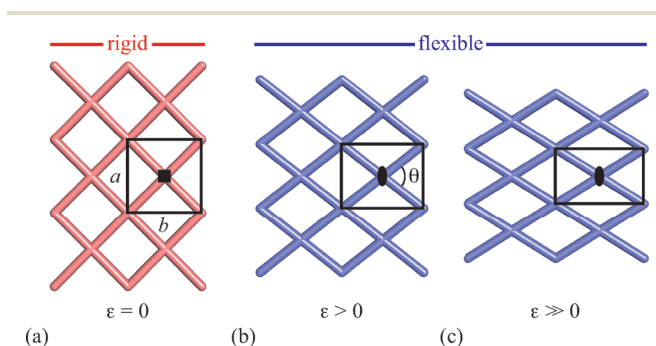 rigid
flexible
a
b
θ
ε = 0
ε > 0
ε ≫ 0
(a)
(b)
(c)